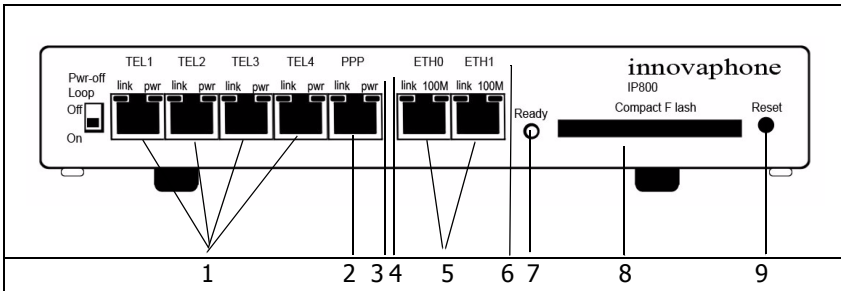 TEL1 TEL2 TEL3 TEL4 PPP ETH0 ETH1
innovaphone
IP800
Pwr-off
Loop
Off
On
link pwr link pwr link pwr link pwr link pwr link 100M link 100M
Ready
Compact F lash
Reset
1 2 3 4 5 6 7 8 9